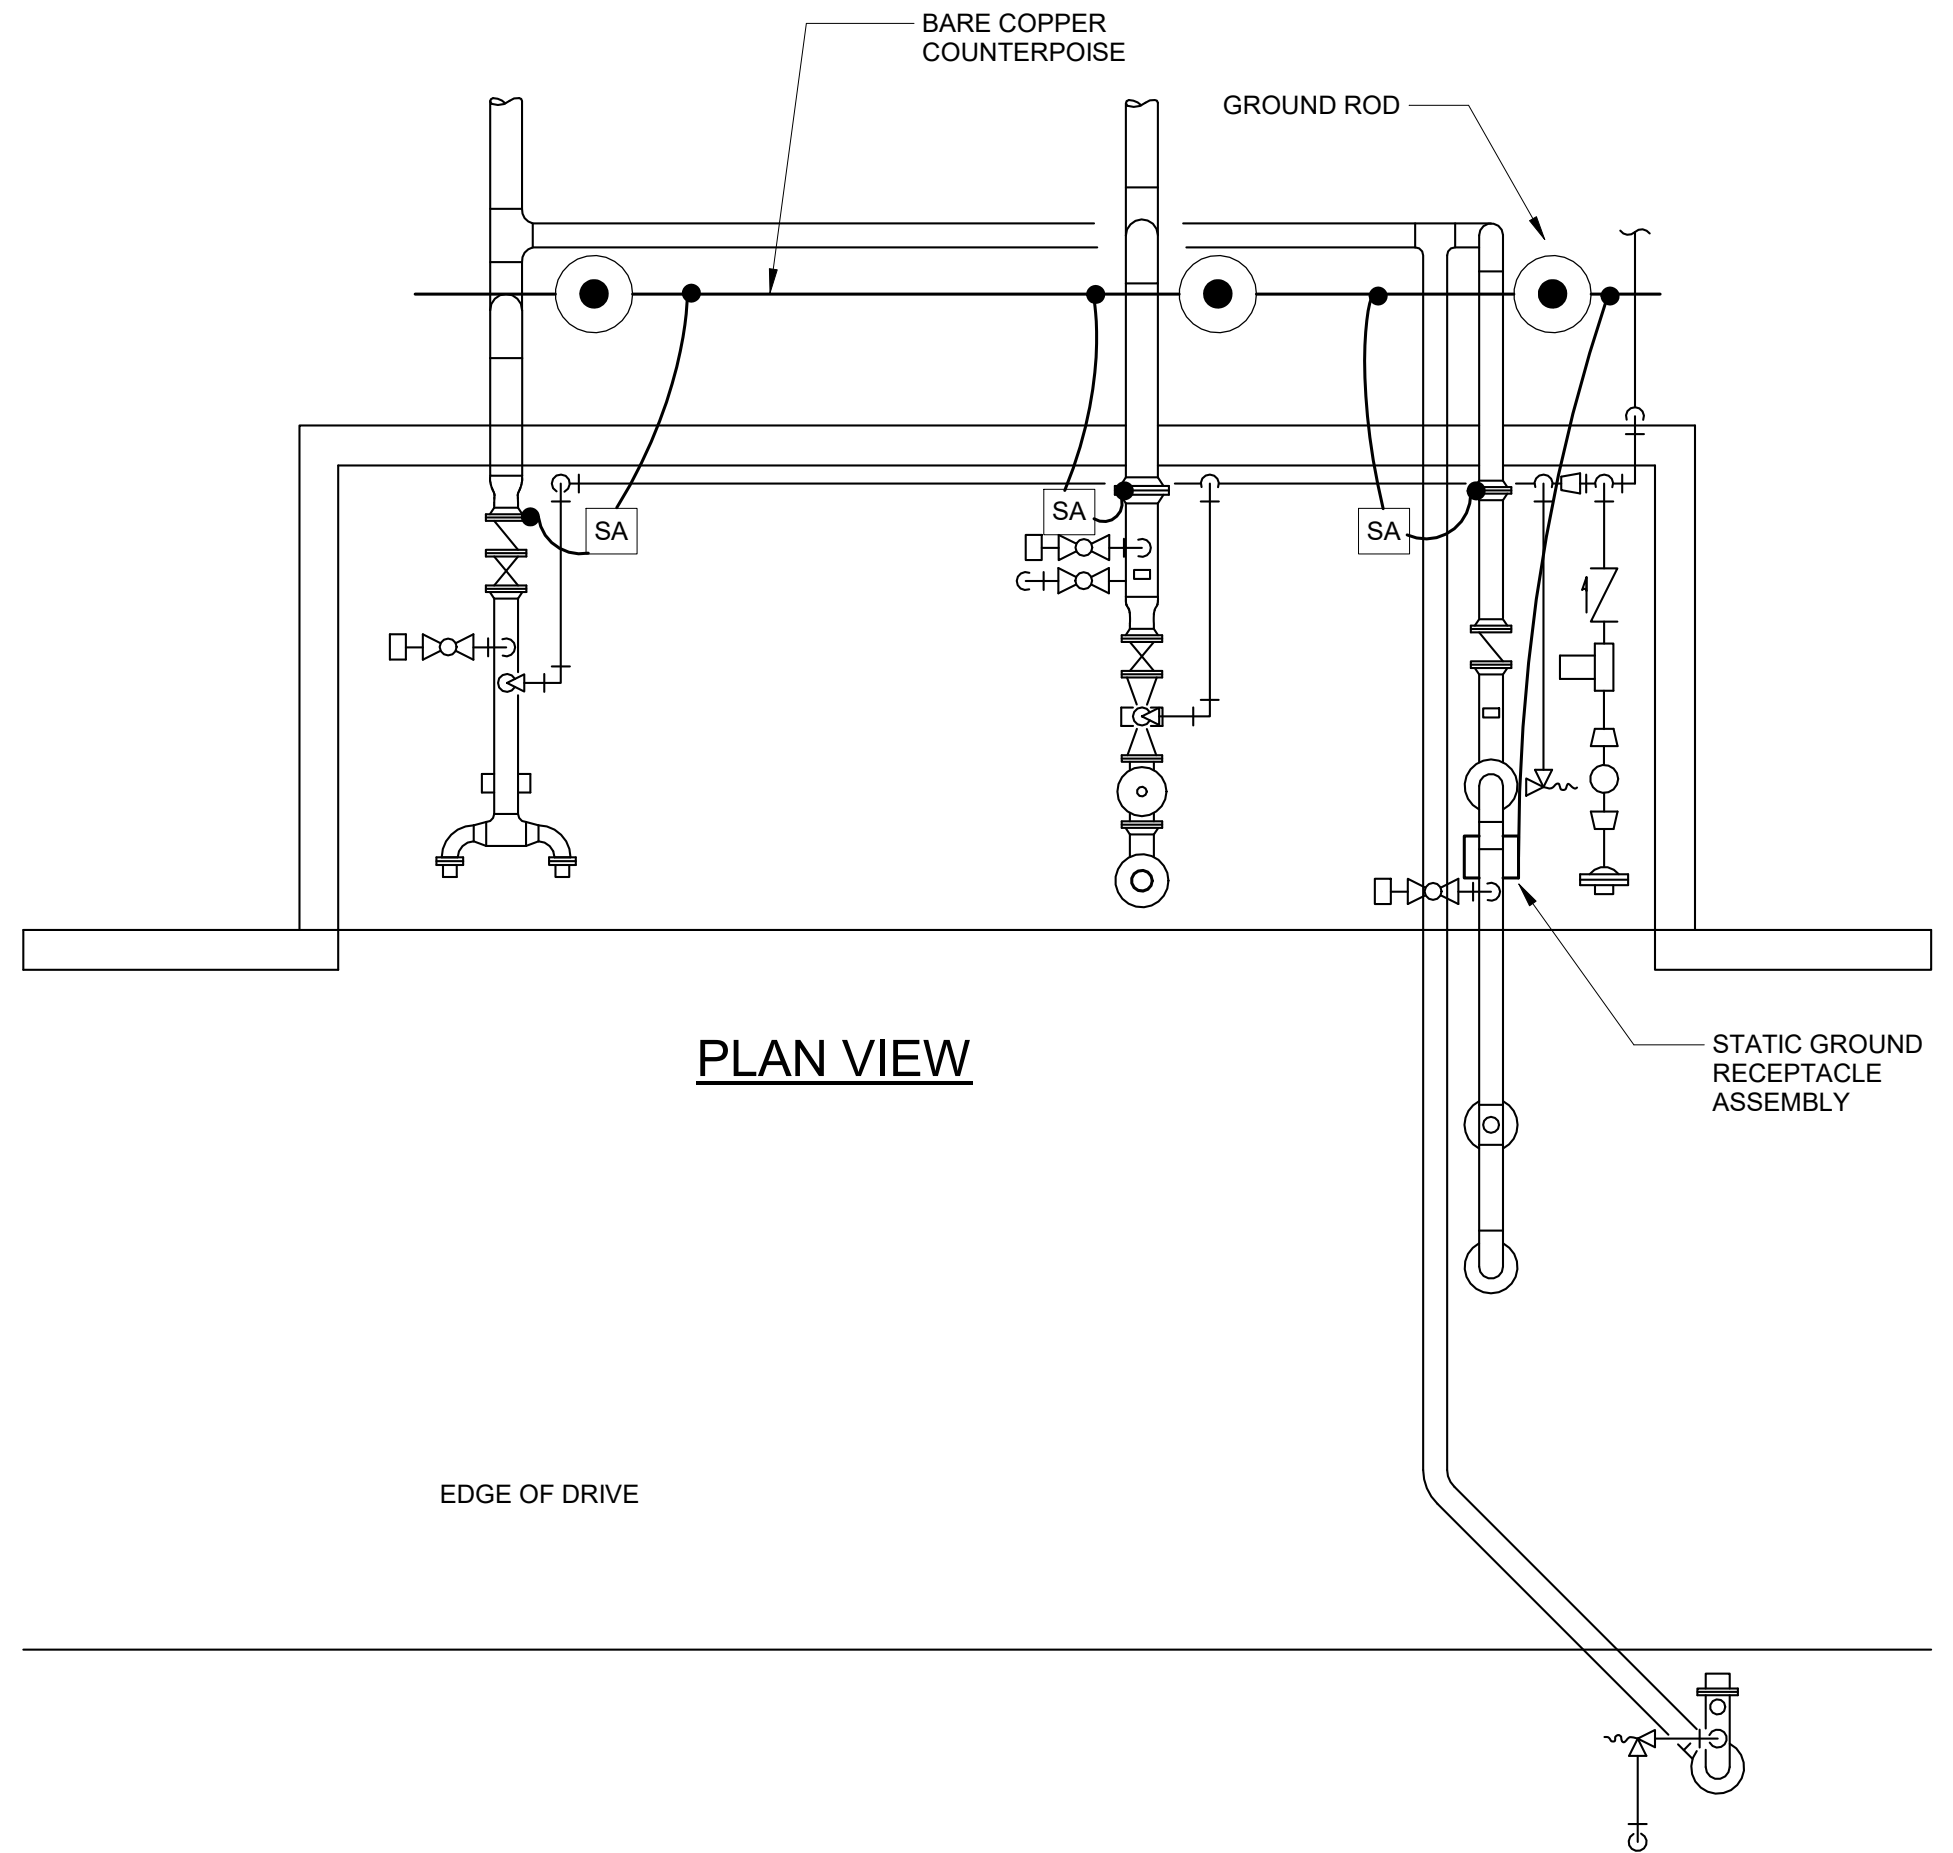 BARE COPPER
COUNTERPOISE
GROUND ROD
SA
SA
SA
PLAN VIEW
STATIC GROUND
RECEPTACLE
ASSEMBLY
EDGE OF DRIVE